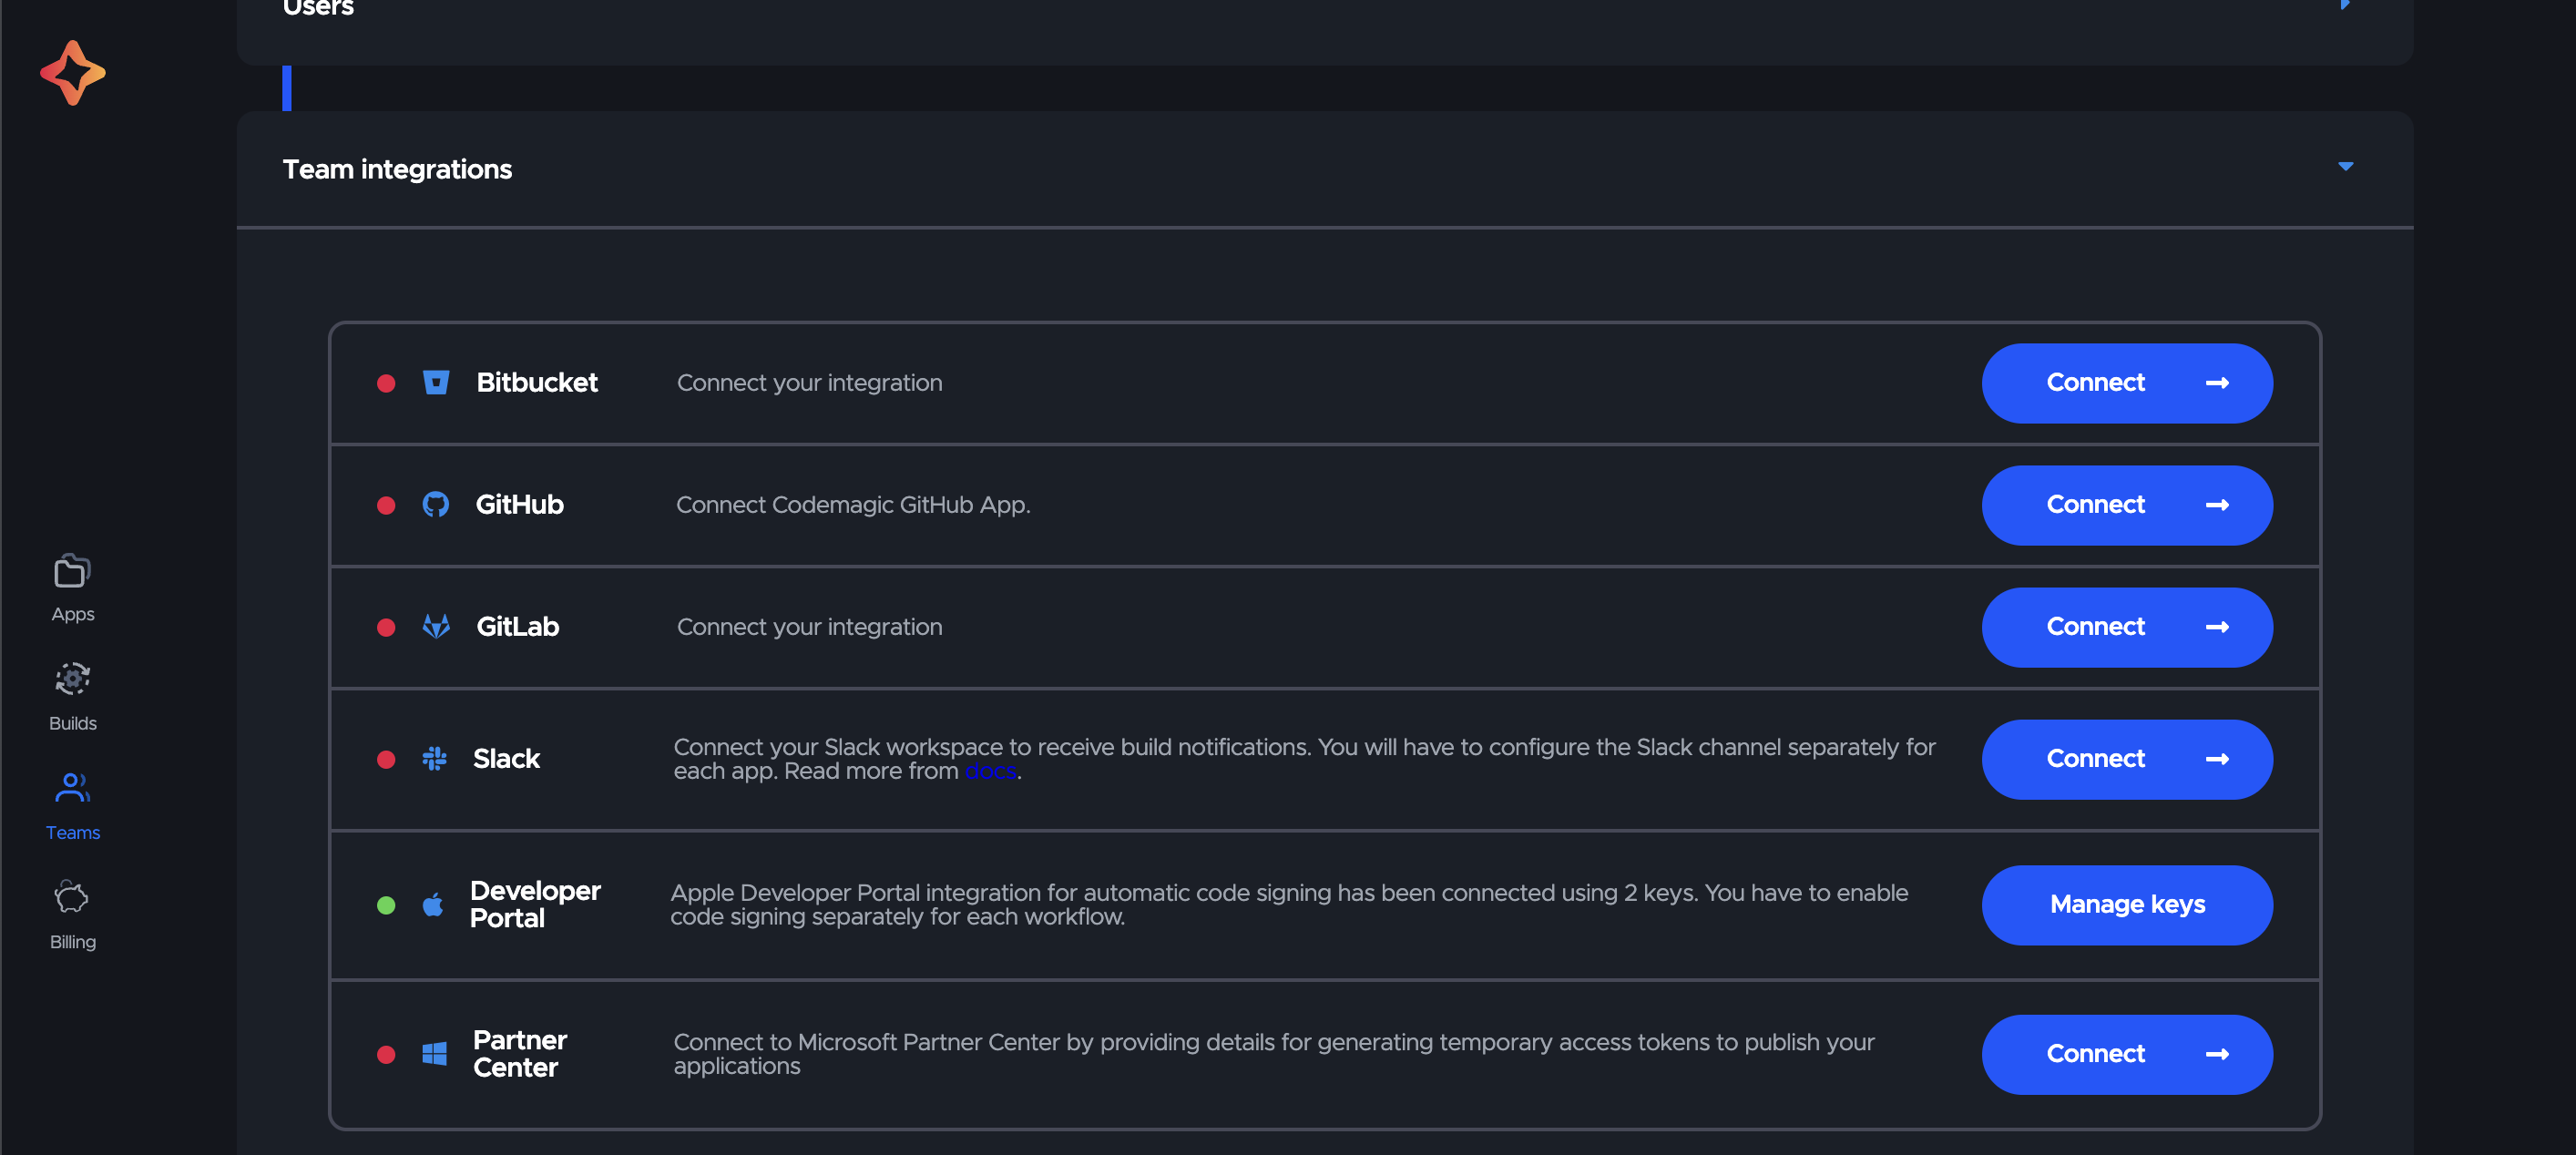 Users
Team integrations
Bitbucket
Connect your integration
Connect
GitHub
Connect Codemagic GitHub App.
Connect
GitLab
Connect your integration
Connect
Slack
Connect your Slack workspace to receive build notifications. You will have to configure the Slack channel separately for
each app. Read more from docs.
Connect
Developer
Portal
Apple Developer Portal integration for automatic code signing has been connected using 2 keys. You have to enable
code signing separately for each workflow.
Manage keys
Partner
Center
Connect to Microsoft Partner Center by providing details for generating temporary access tokens to publish your
applications
Connect
Apps
Builds
Teams
Billing